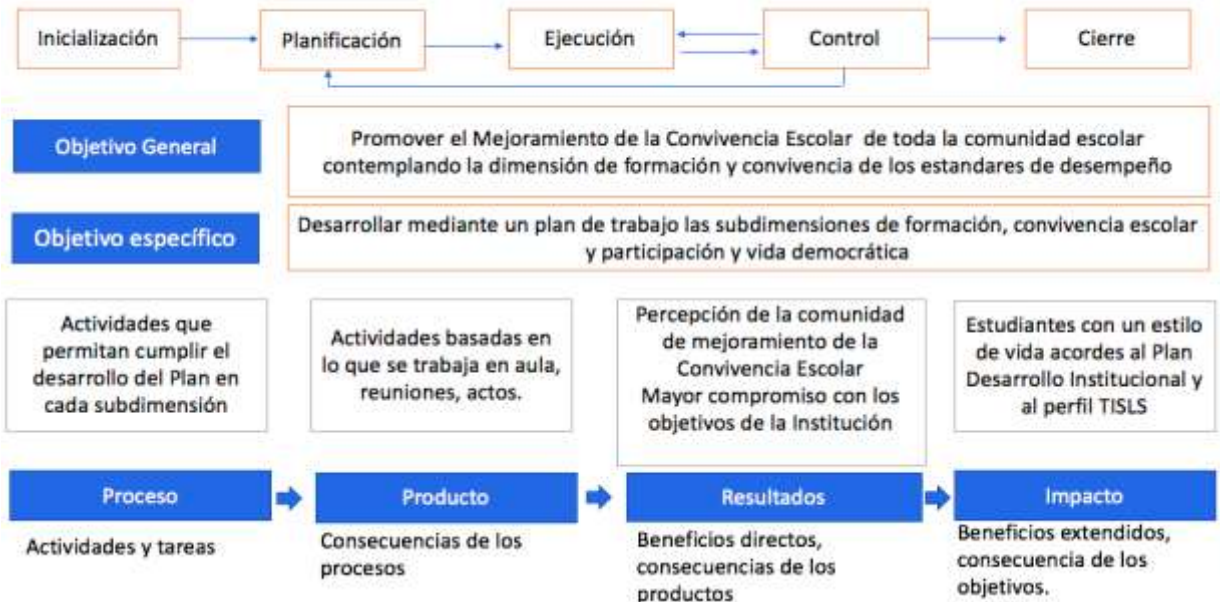 Inicialización
Planificación
Ejecución
Control
Cierre
Objetivo General
Promover el Mejoramiento de la Convivencia Escolar de toda la comunidad escolar
contemplando la dimensión de formación y convivencia de los estandares de desempeño
Objetivo específico
Desarrollar mediante un plan de trabajo las subdimensiones de formación, convivencia escolar
y participación y vida democrática
Actividades que
permitan cumplir el
desarrollo del Plan en
cada subdimensión
Actividades basadas en
lo que se trabaja en aula,
reuniones, actos.
Percepción de la comunidad
de mejoramiento de la
Convivencia Escolar
Mayor compromiso con los
objetivos de la Institución
Estudiantes con un estilo
de vida acordes al Plan
Desarrollo Institucional y
al perfil TISLS
Proceso
Producto
Resultados
Impacto
Actividades y tareas
Consecuencias de los
procesos
Beneficios directos,
consecuencias de los
productos
Beneficios extendidos,
consecuencia de los
objetivos.